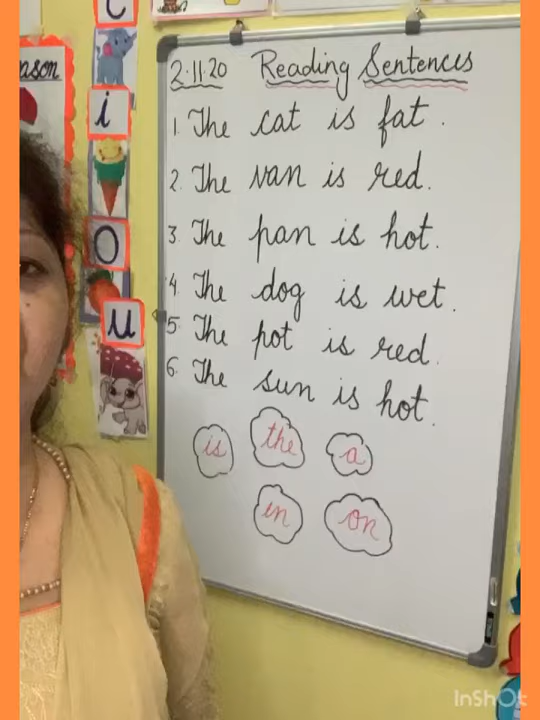 ason
i
o
u
2.11.20 Reading Sentences
1. The cat is fat.
2. The van is red.
3. The pan is hot.
4. The dog is wet.
5. The pot is red.
6. The sun is hot.
is the a
in on
InShOt